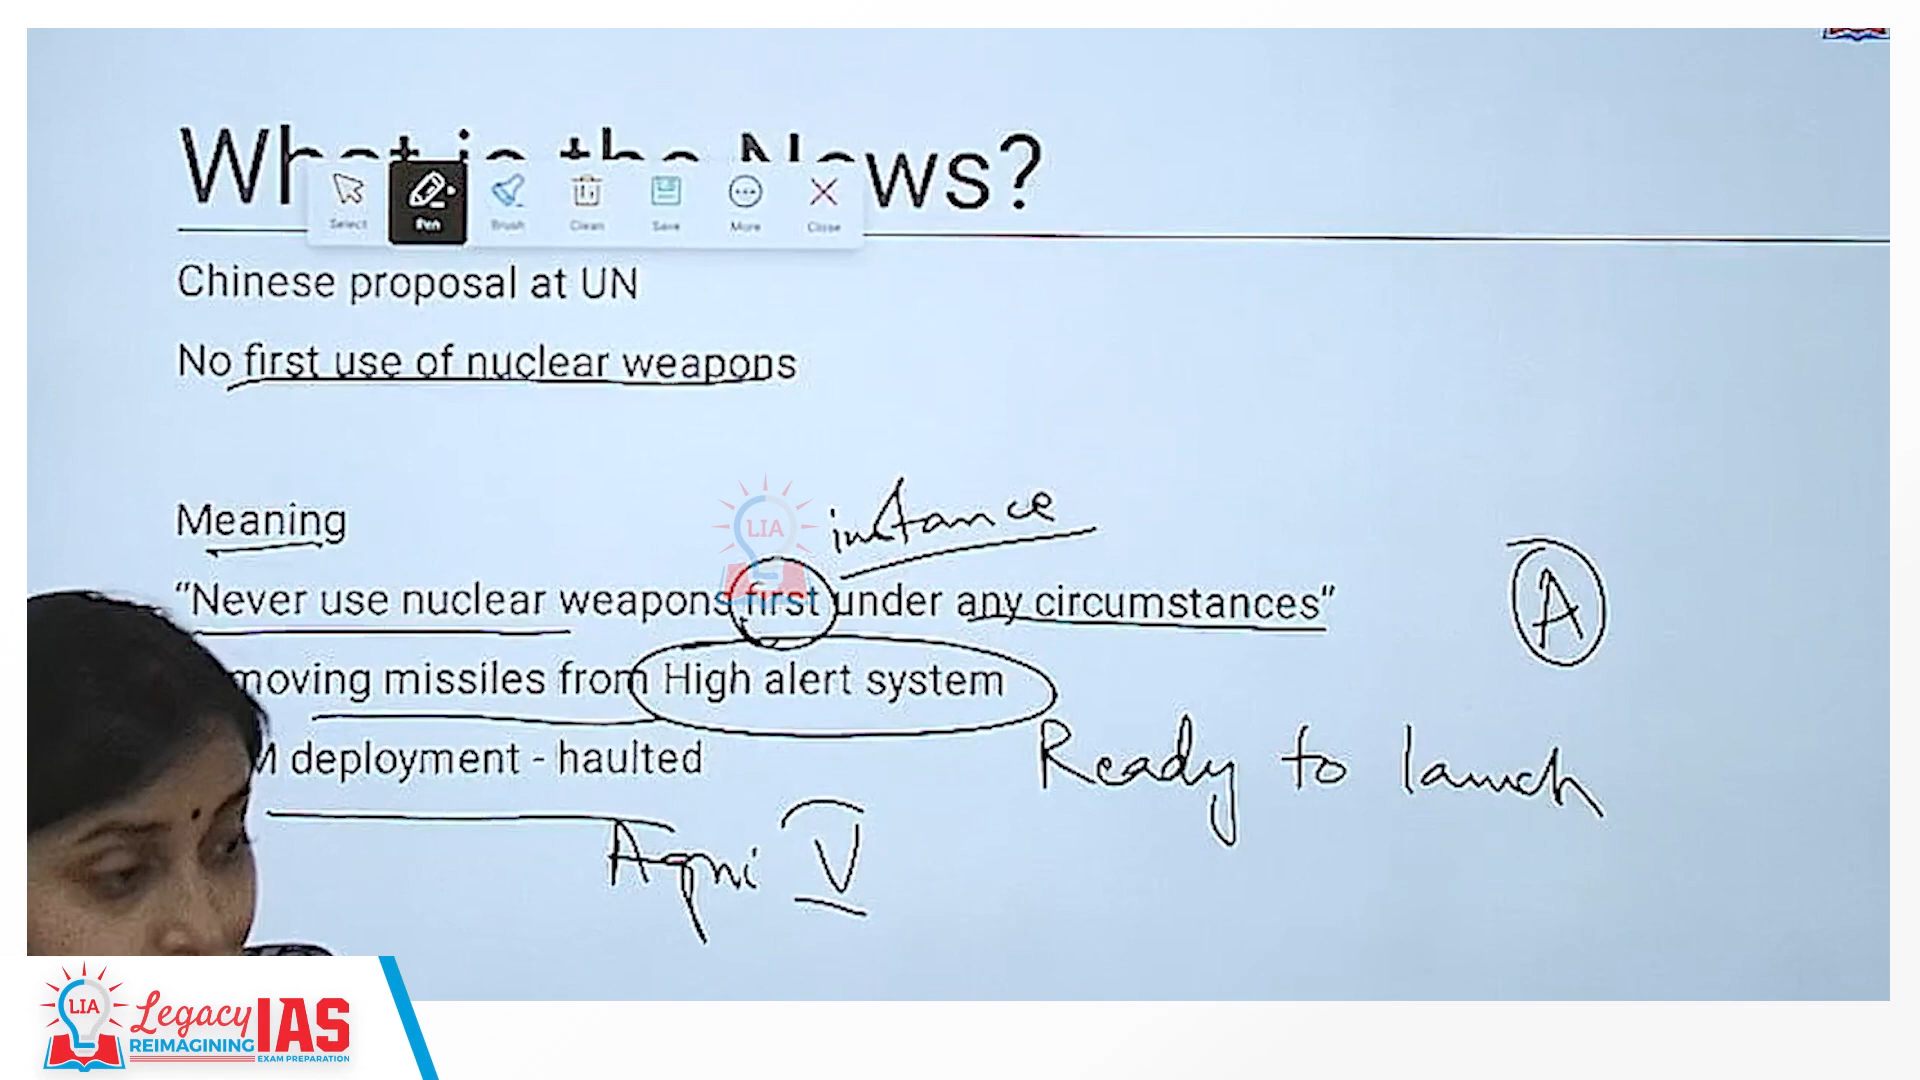 What is the News?
Select Pen Brush Clean Save More Close
Chinese proposal at UN
No first use of nuclear weapons
Meaning
instance
LIA
"Never use nuclear weapons first under any circumstances"
A
moving missiles from High alert system
M deployment - haulted
Ready to launch
Agni V
LIA
Legacy IAS
REIMAGINING
EXAM PREPARATION